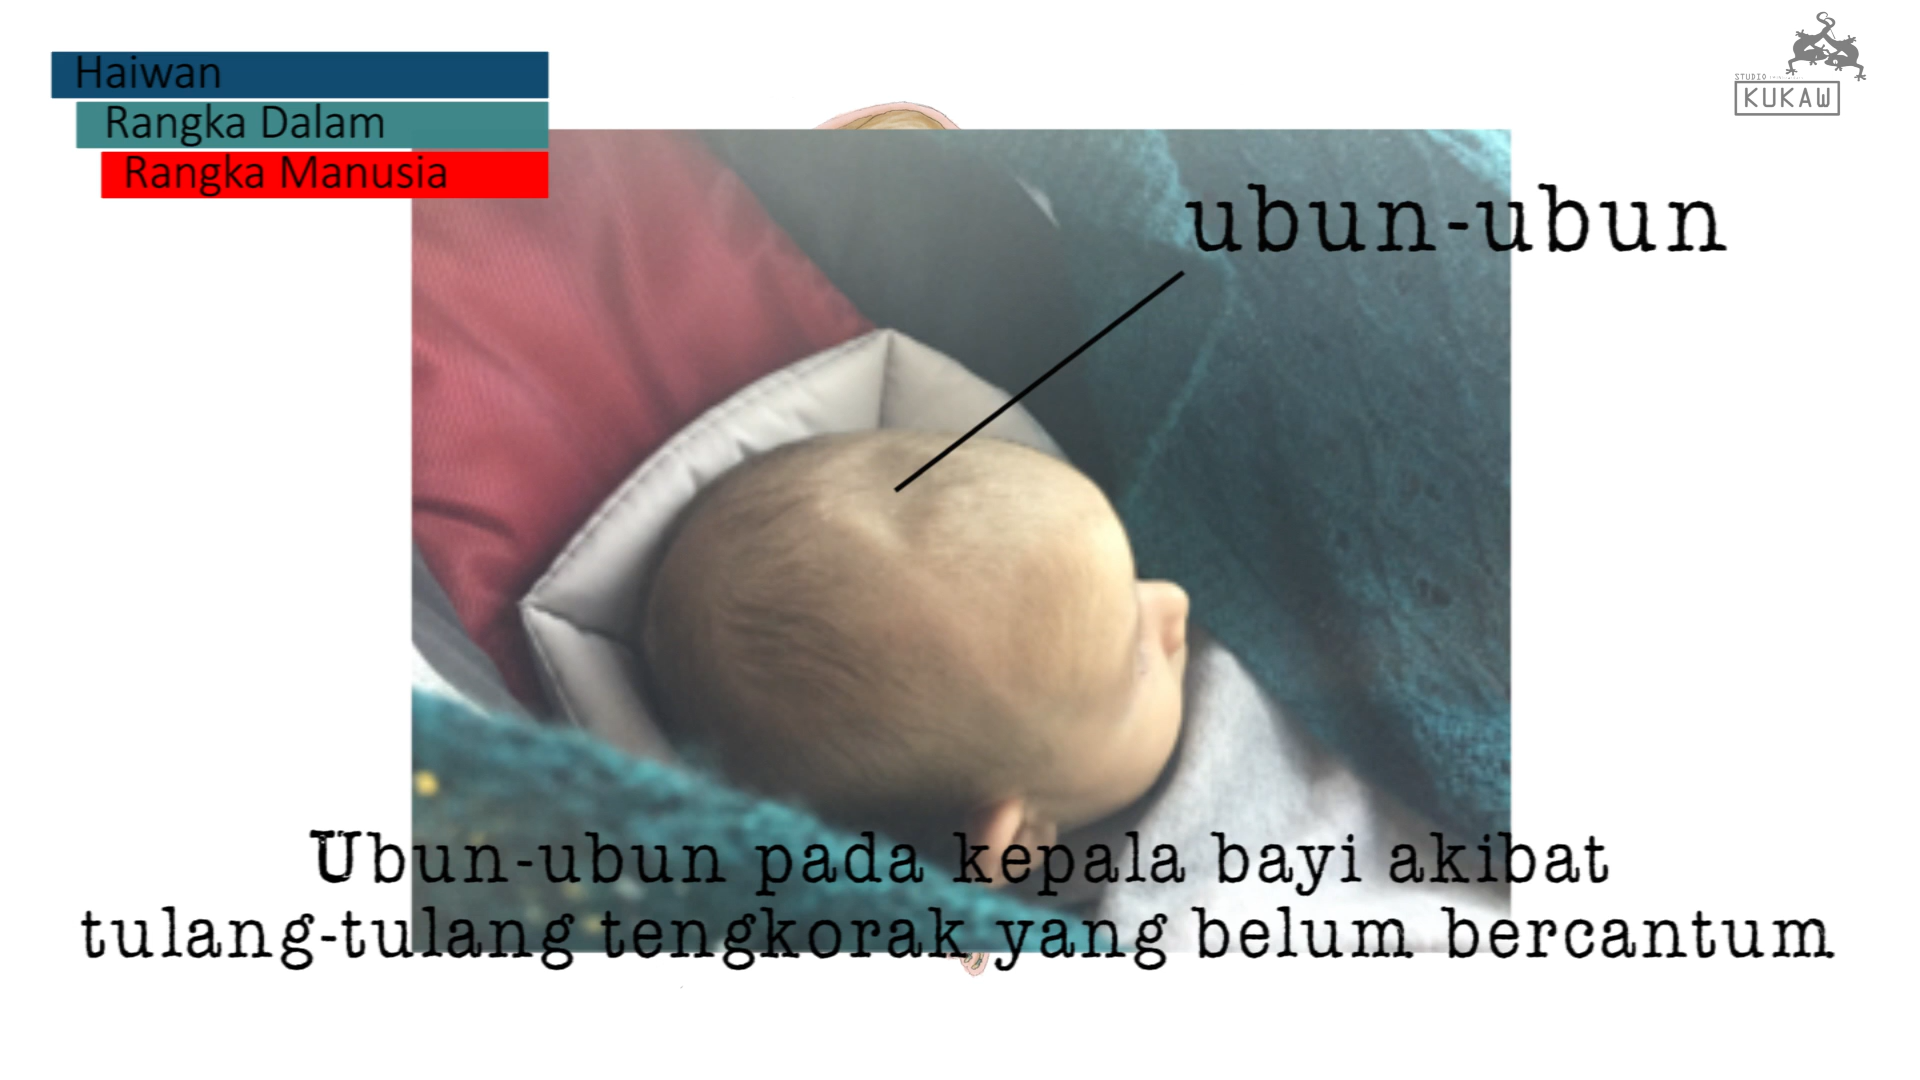 Haiwan
Rangka Dalam
Rangka Manusia
STUDIO
KUKAW
ubun-ubun
Ubun-ubun pada kepala bayi akibat
tulang-tulang tengkorak yang belum bercantum